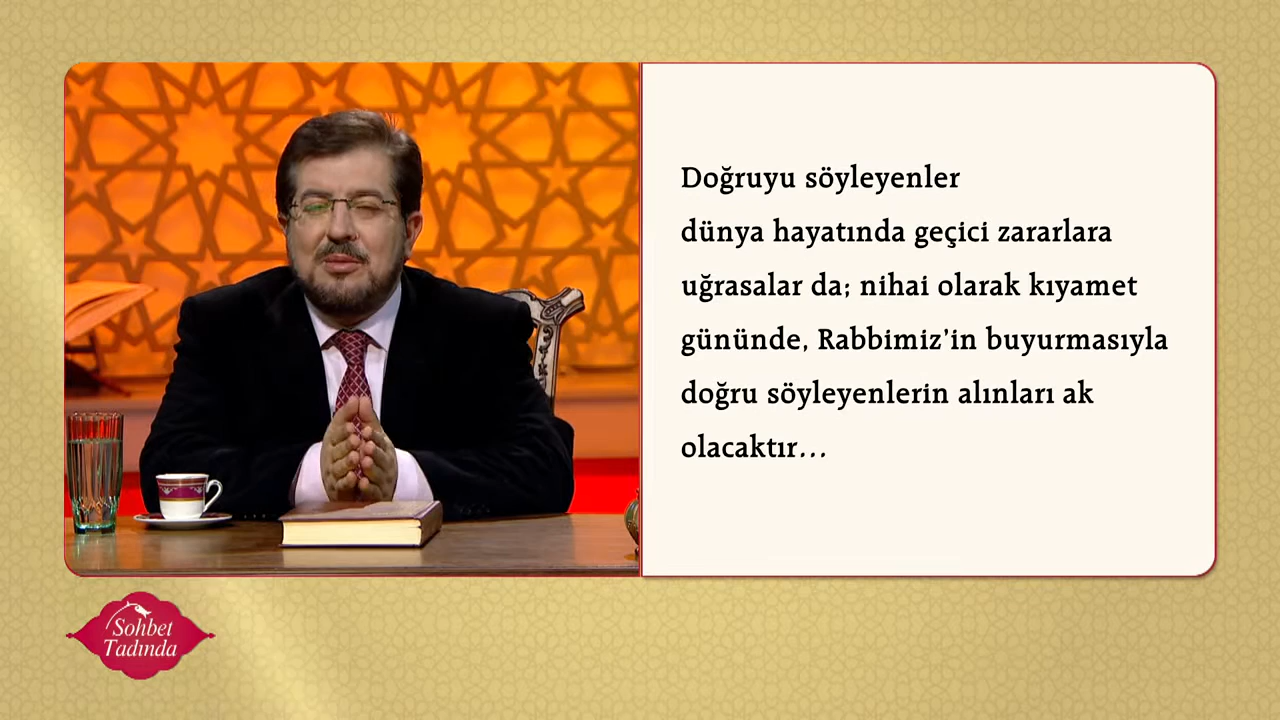 Doğruyu söyleyenler
dünya hayatında geçici zararlara
uğrasalar da; nihai olarak kıyamet
gününde, Rabbimiz’in buyurmasıyla
doğru söyleyenlerin alınları ak
olacaktır...
Sohbet
Tadında